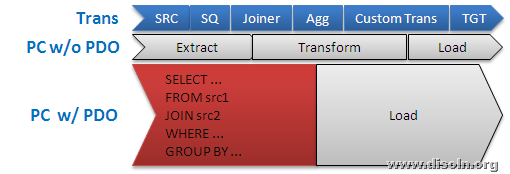 Trans SRC SQ Joiner Agg Custom Trans TGT
PC w/o PDO Extract Transform Load
PC w/ PDO
SELECT ...
FROM src1
JOIN src2
WHERE ...
GROUP BY ...
Load
www.disoln.org